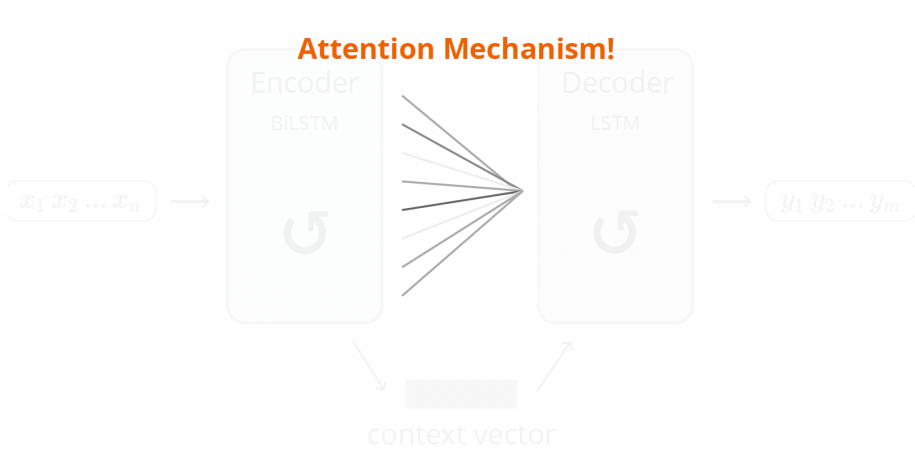 Attention Mechanism!
Encoder Decoder
BiLSTM LSTM
x₁ x₂ ... xₙ
y₁ y₂ ... yₘ
context vector